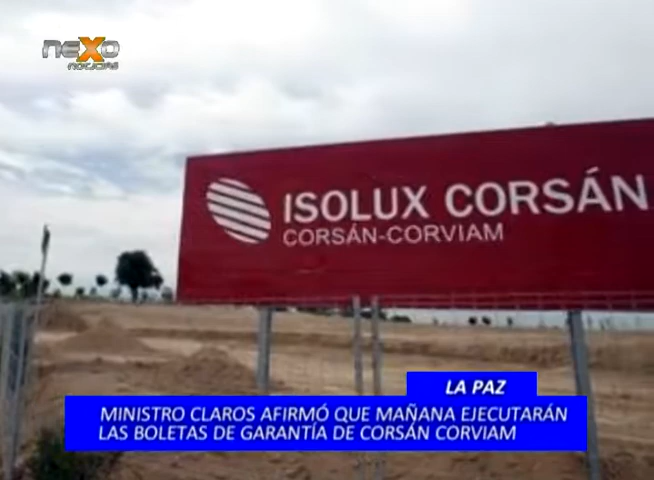 nexo
NOTICIAS
ISOLUX CORSÁN
CORSÁN-CORVIAM
LA PAZ
MINISTRO CLAROS AFIRMÓ QUE MAÑANA EJECUTARÁN
LAS BOLETAS DE GARANTÍA DE CORSÁN CORVIAM